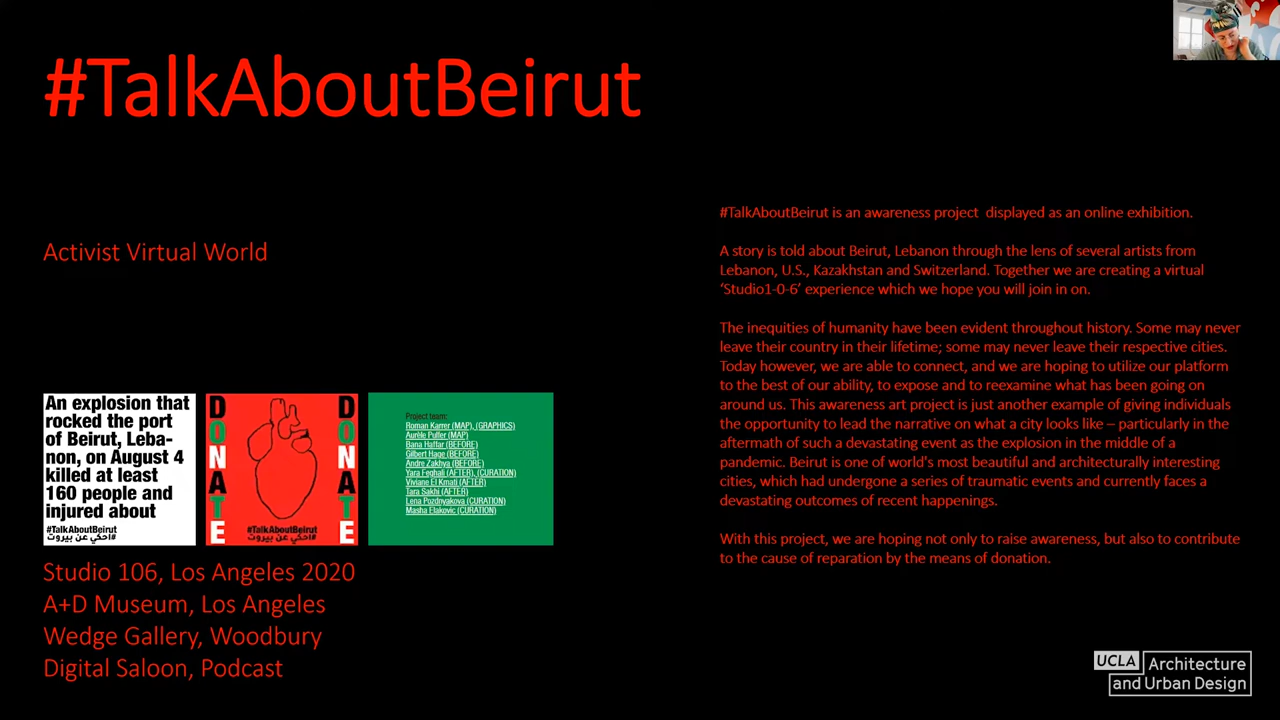 #TalkAboutBeirut
Activist Virtual World
An explosion that
rocked the port
of Beirut, Leba-
non, on August 4
killed at least
160 people and
injured about
#TalkAboutBeirut
#احكي عن بيروت
DONATE
DONATE
#TalkAboutBeirut
#احكي عن بيروت
Project team:
Roman Karrer (MAP), (GRAPHICS)
Aurèle Pulfer (MAP)
Bana Haffar (BEFORE)
Gilbert Hage (BEFORE)
Andre Zakhya (BEFORE)
Yara Feghali (AFTER), (CURATION)
Viviane El Kmati (AFTER)
Tara Sakhi (AFTER)
Lena Pozdnyakova (CURATION)
Masha Elakovic (CURATION)
Studio 106, Los Angeles 2020
A+D Museum, Los Angeles
Wedge Gallery, Woodbury
Digital Saloon, Podcast
#TalkAboutBeirut is an awareness project displayed as an online exhibition.
A story is told about Beirut, Lebanon through the lens of several artists from
Lebanon, U.S., Kazakhstan and Switzerland. Together we are creating a virtual
‘Studio1-0-6’ experience which we hope you will join in on.
The inequities of humanity have been evident throughout history. Some may never
leave their country in their lifetime; some may never leave their respective cities.
Today however, we are able to connect, and we are hoping to utilize our platform
to the best of our ability, to expose and to reexamine what has been going on
around us. This awareness art project is just another example of giving individuals
the opportunity to lead the narrative on what a city looks like – particularly in the
aftermath of such a devastating event as the explosion in the middle of a
pandemic. Beirut is one of world's most beautiful and architecturally interesting
cities, which had undergone a series of traumatic events and currently faces a
devastating outcomes of recent happenings.
With this project, we are hoping not only to raise awareness, but also to contribute
to the cause of reparation by the means of donation.
UCLA Architecture
and Urban Design